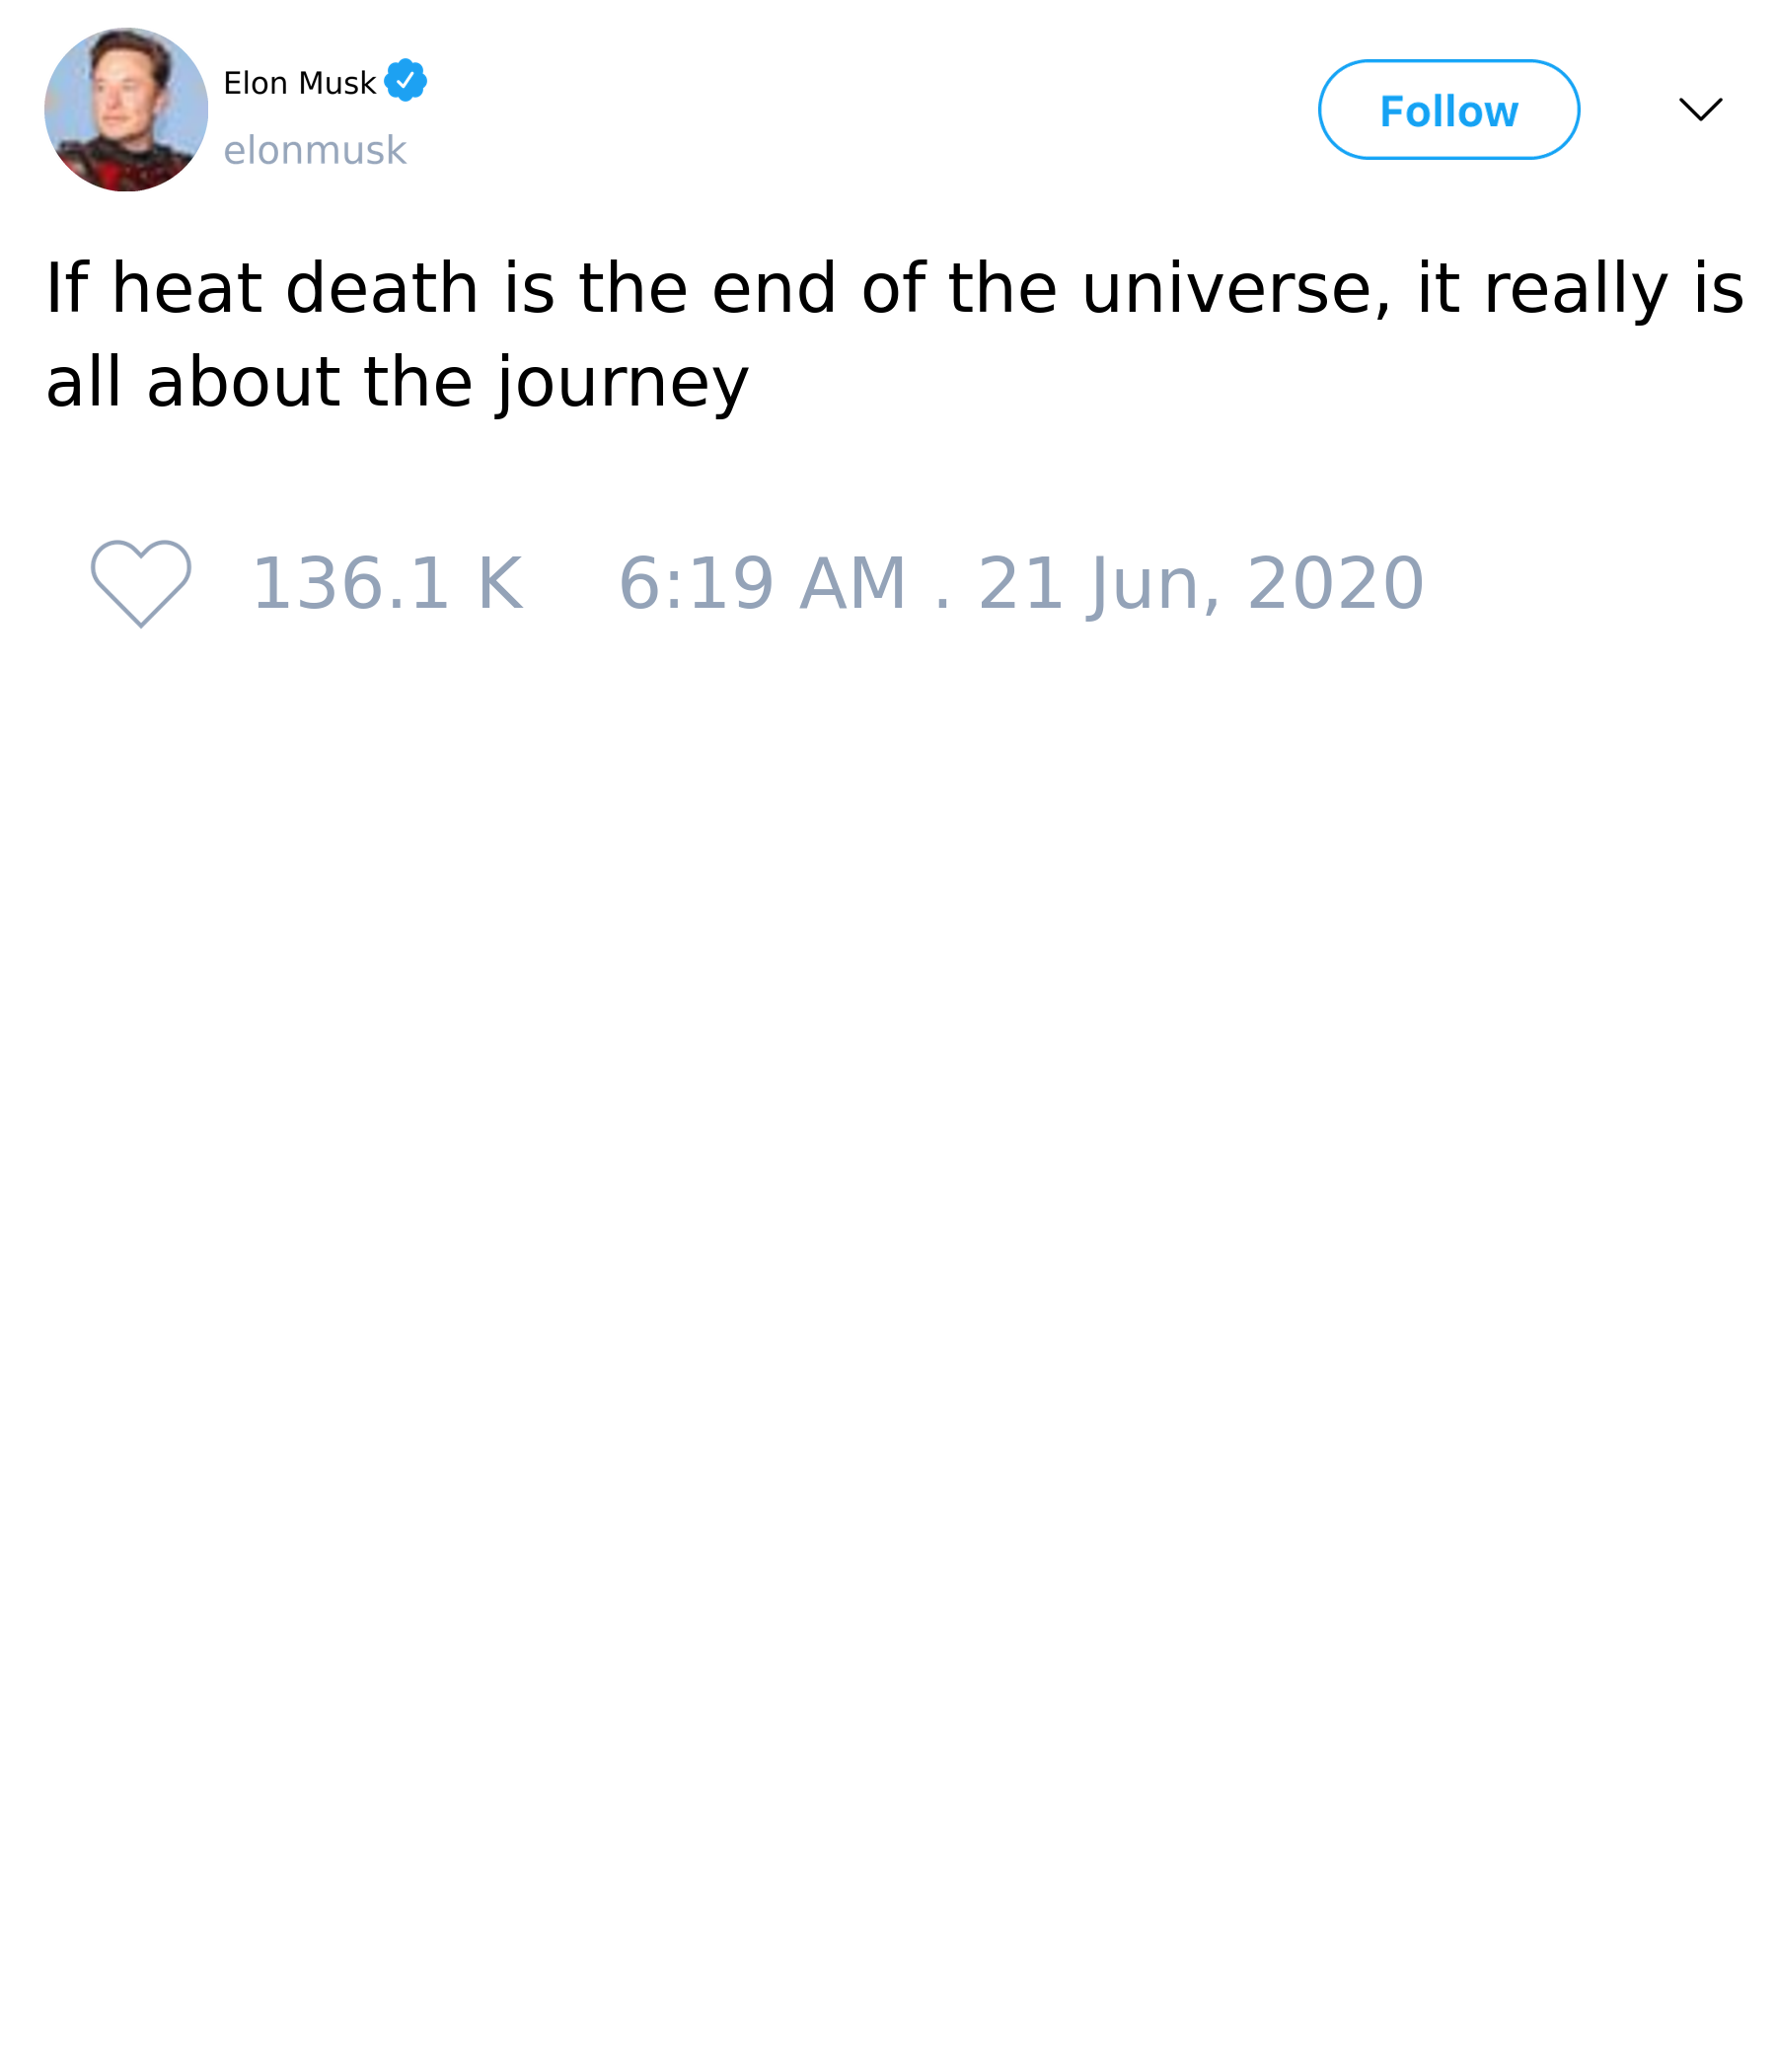 Elon Musk
elonmusk
Follow
If heat death is the end of the universe, it really is
all about the journey
136.1 K 6:19 AM . 21 Jun, 2020